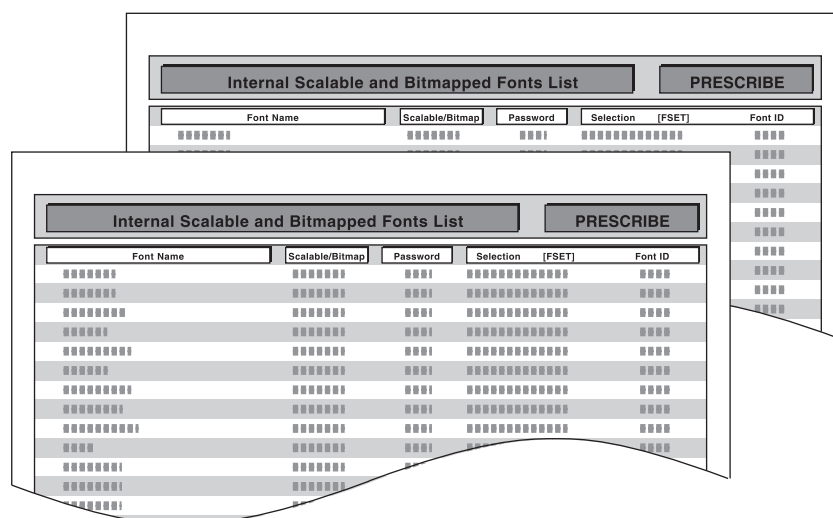 Internal Scalable and Bitmapped Fonts List PRESCRIBE
Font Name Scalable/Bitmap Password Selection [FSET] Font ID
Internal Scalable and Bitmapped Fonts List PRESCRIBE
Font Name Scalable/Bitmap Password Selection [FSET] Font ID